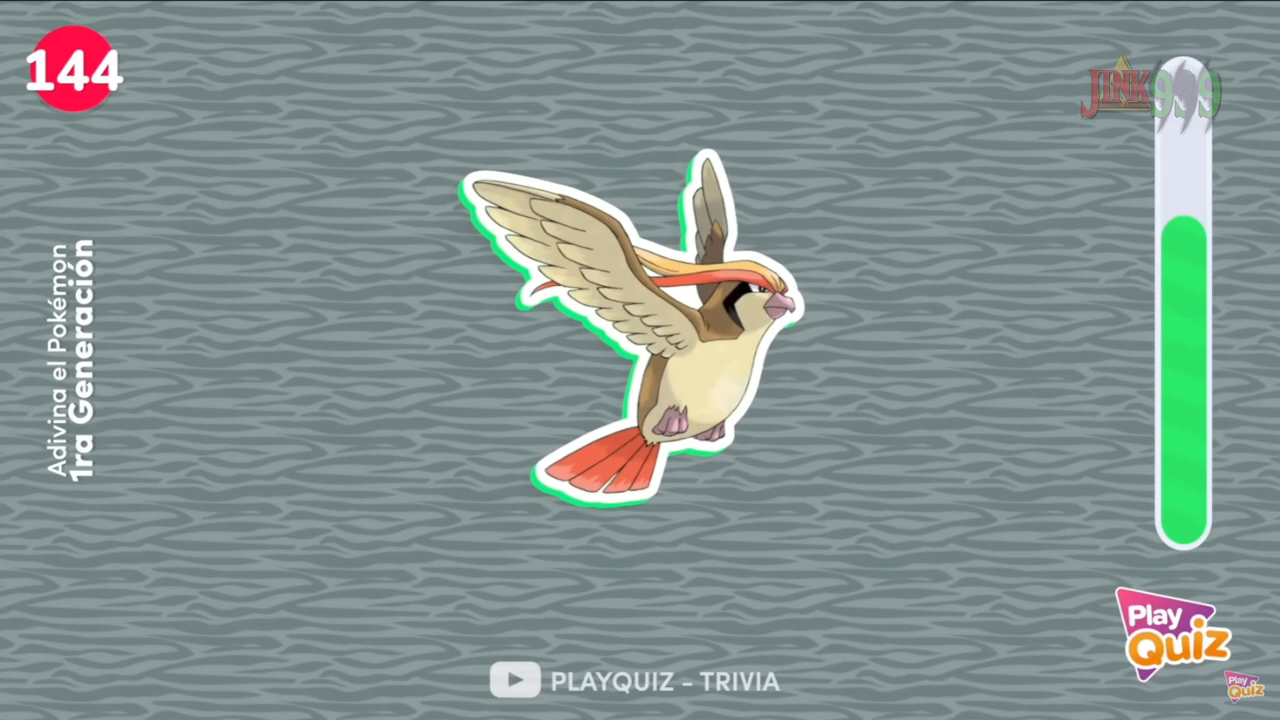 144
JINK999
Adivina el Pokémon
1ra Generación
Play
Quiz
PLAYQUIZ - TRIVIA
Play
Quiz